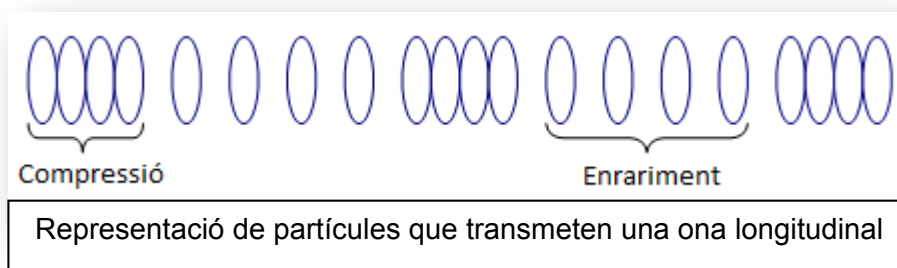 Compressió
Enrariment
Representació de partícules que transmeten una ona longitudinal